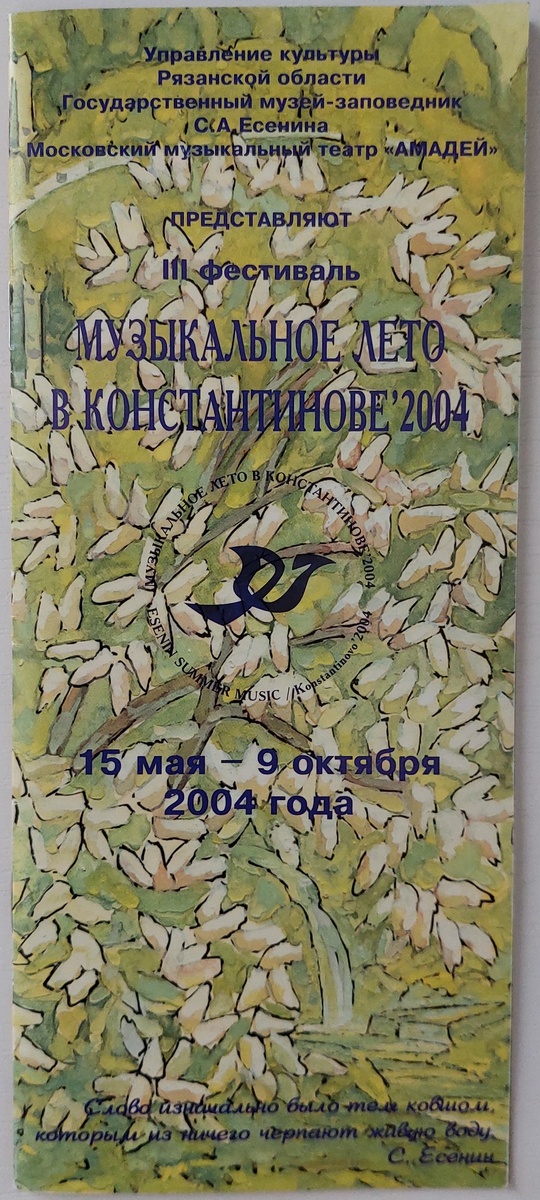 Управление культуры
Рязанской области
Государственный музей-заповедник
С.А.Есенина
Московский музыкальный театр «АМАДЕЙ»
ПРЕДСТАВЛЯЮТ
III фестиваль
МУЗЫКАЛЬНОЕ ЛЕТО
В КОНСТАНТИНОВЕ'2004
МУЗЫКАЛЬНОЕ ЛЕТО В КОНСТАНТИНОВЕ'2004
ESENIN SUMMER MUSIC // Konstantinovo'2004
15 мая – 9 октября
2004 года
Слово изначально было тем ковшом,
которым из ничего черпают живую воду.
С. Есенин